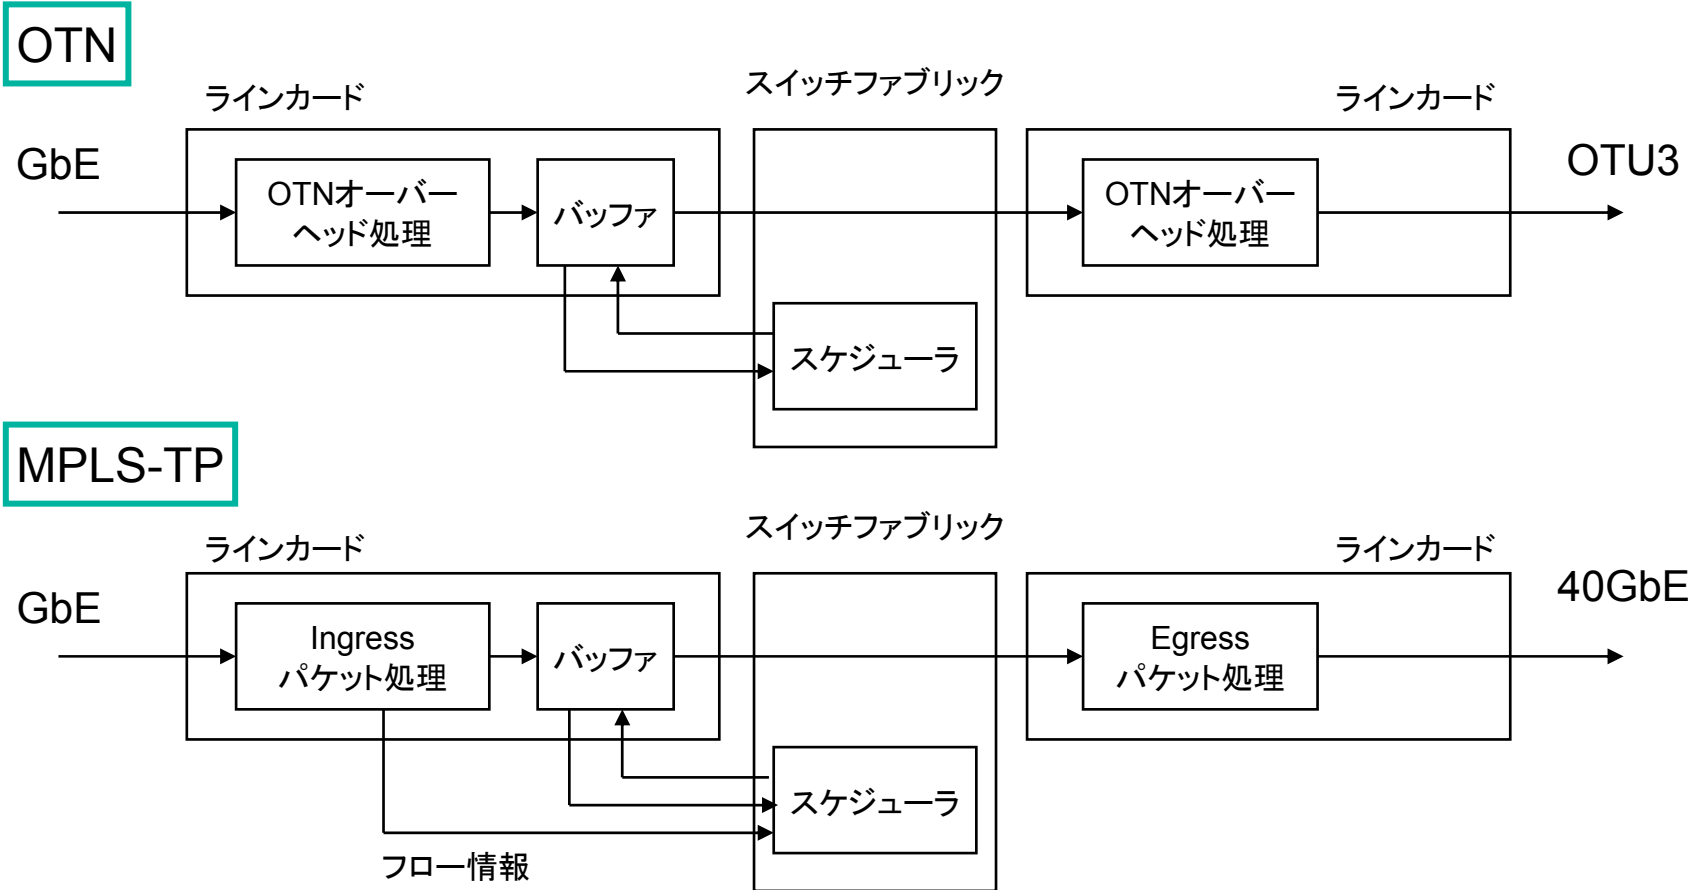 OTN
ラインカード
スイッチファブリック
ラインカード
GbE
OTNオーバー
ヘッド処理
バッファ
OTNオーバー
ヘッド処理
OTU3
スケジューラ
MPLS-TP
ラインカード
スイッチファブリック
ラインカード
GbE
Ingress
パケット処理
バッファ
Egress
パケット処理
40GbE
スケジューラ
フロー情報